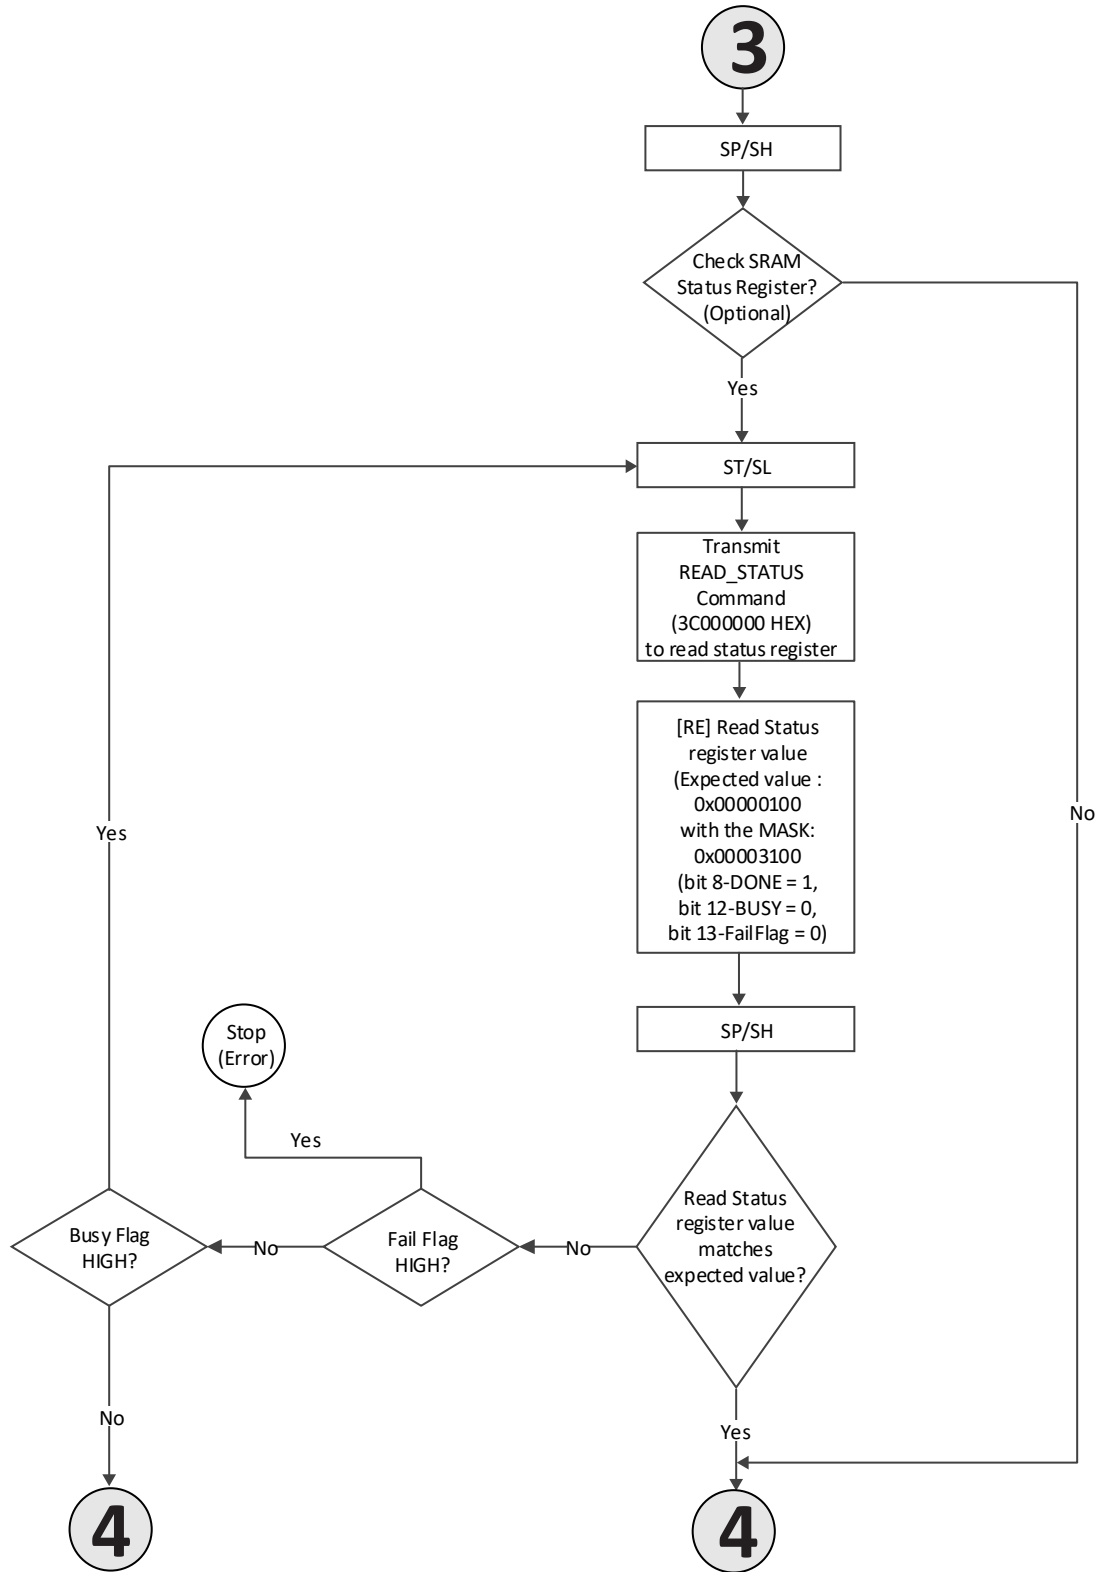 3
SP/SH
Check SRAM
Status Register?
(Optional)
Yes
No
ST/SL
Transmit
READ_STATUS
Command
(3C000000 HEX)
to read status register
[RE] Read Status
register value
(Expected value :
0x00000100
with the MASK:
0x00003100
(bit 8-DONE = 1,
bit 12-BUSY = 0,
bit 13-FailFlag = 0)
Yes
SP/SH
Stop
(Error)
Yes
Read Status
register value
matches
expected value?
No
Fail Flag
HIGH?
No
Busy Flag
HIGH?
No
Yes
4
4